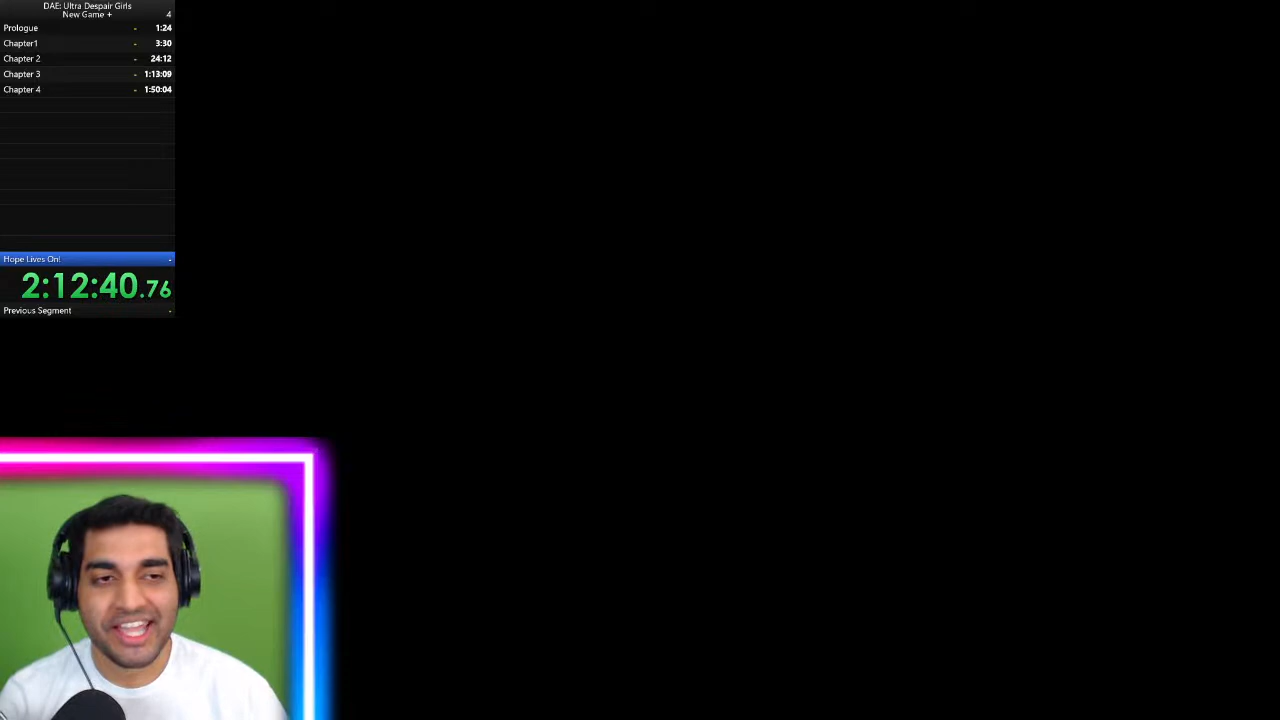 DAE: Ultra Despair Girls
New Game + 4
Prologue - 1:24
Chapter1 - 3:30
Chapter 2 - 24:12
Chapter 3 - 1:13:09
Chapter 4 - 1:50:04
Hope Lives On! -
2:12:40.76
Previous Segment -